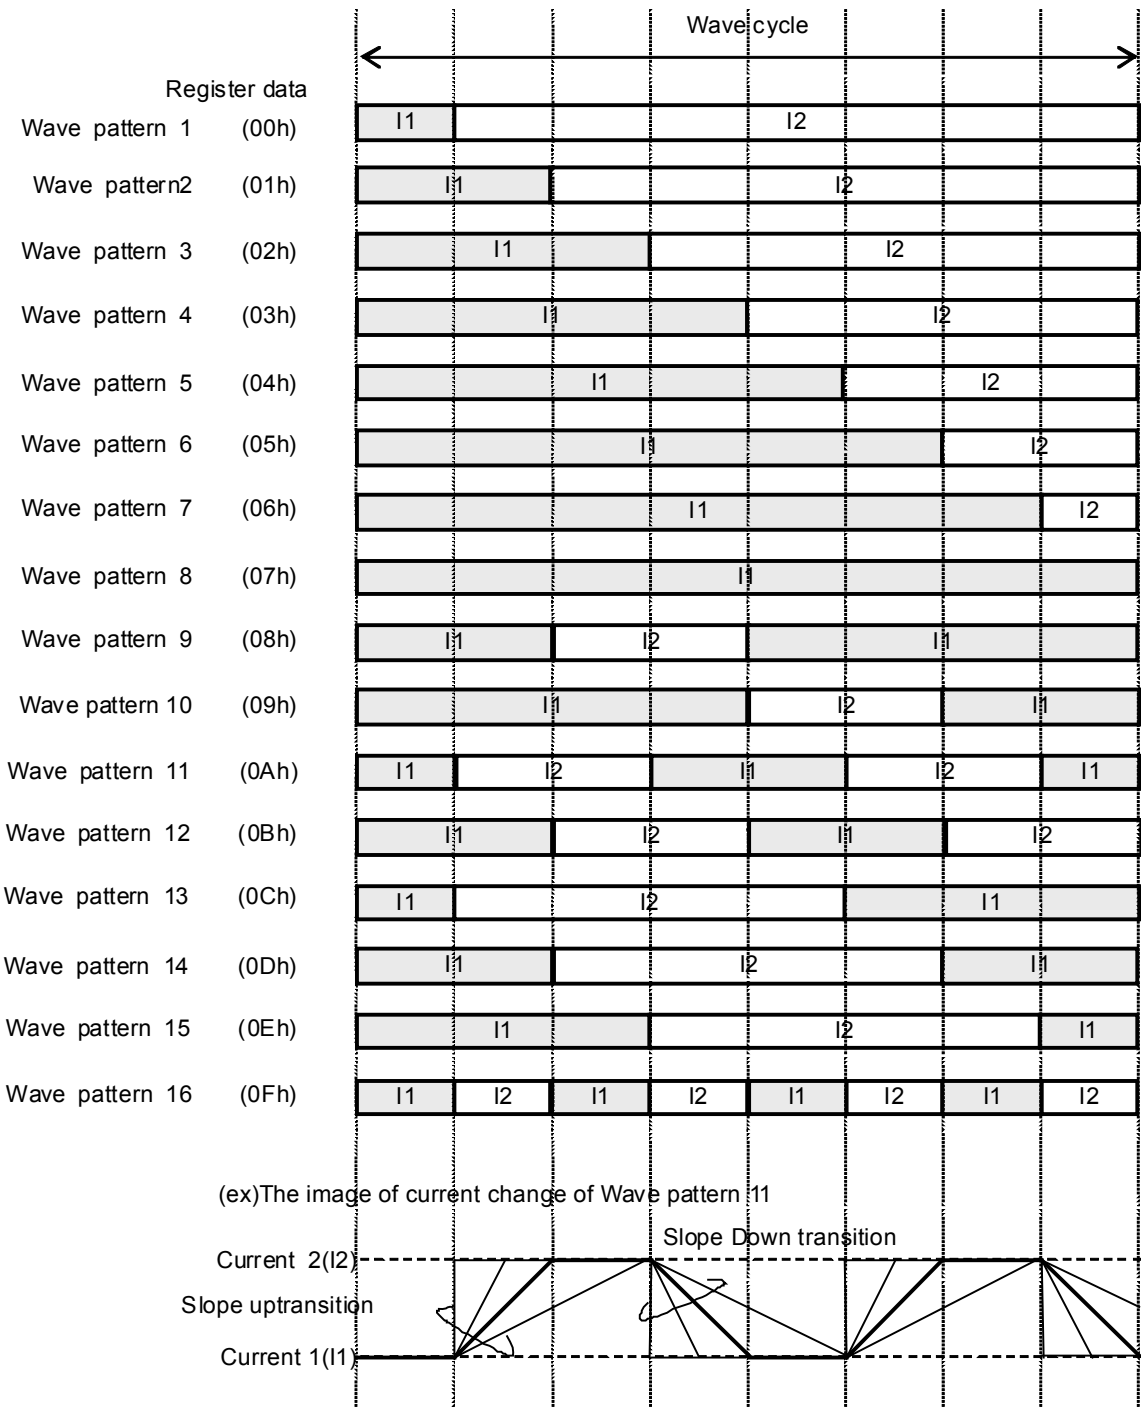 Wave cycle
Register data
Wave pattern 1 (00h) I1 I2
Wave pattern2 (01h) I1 I2
Wave pattern 3 (02h) I1 I2
Wave pattern 4 (03h) I1 I2
Wave pattern 5 (04h) I1 I2
Wave pattern 6 (05h) I1 I2
Wave pattern 7 (06h) I1 I2
Wave pattern 8 (07h) I1
Wave pattern 9 (08h) I1 I2 I1
Wave pattern 10 (09h) I1 I2 I1
Wave pattern 11 (0Ah) I1 I2 I1 I2 I1
Wave pattern 12 (0Bh) I1 I2 I1 I2
Wave pattern 13 (0Ch) I1 I2 I1
Wave pattern 14 (0Dh) I1 I2 I1
Wave pattern 15 (0Eh) I1 I2 I1
Wave pattern 16 (0Fh) I1 I2 I1 I2 I1 I2 I1 I2
(ex)The image of current change of Wave pattern 11
Slope Down transition
Current 2(I2)
Slope uptransition
Current 1(I1)